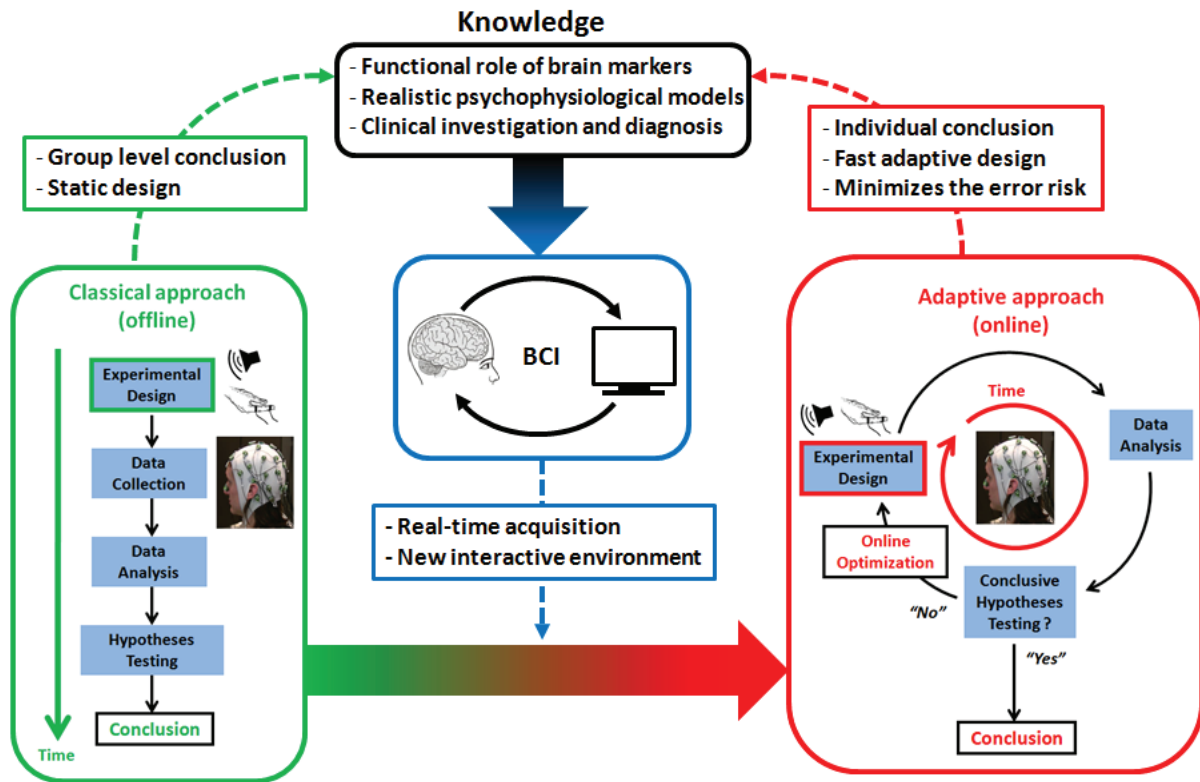 Knowledge
- Functional role of brain markers
- Realistic psychophysiological models
- Clinical investigation and diagnosis
- Group level conclusion
- Static design
- Individual conclusion
- Fast adaptive design
- Minimizes the error risk
Classical approach
(offline)
Experimental
Design
Data
Collection
Data
Analysis
Hypotheses
Testing
Conclusion
Time
BCI
- Real-time acquisition
- New interactive environment
Adaptive approach
(online)
Time
Experimental
Design
Data
Analysis
Online
Optimization
Conclusive
Hypotheses
Testing ?
"No"
"Yes"
Conclusion